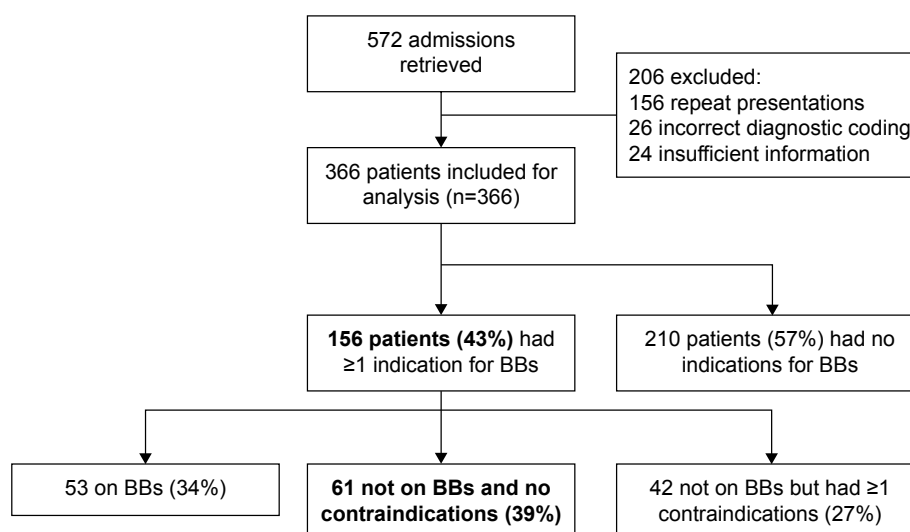 572 admissions
retrieved
206 excluded:
156 repeat presentations
26 incorrect diagnostic coding
24 insufficient information
366 patients included for
analysis (n=366)
156 patients (43%) had
≥1 indication for BBs
210 patients (57%) had no
indications for BBs
53 on BBs (34%)
61 not on BBs and no
contraindications (39%)
42 not on BBs but had ≥1
contraindications (27%)